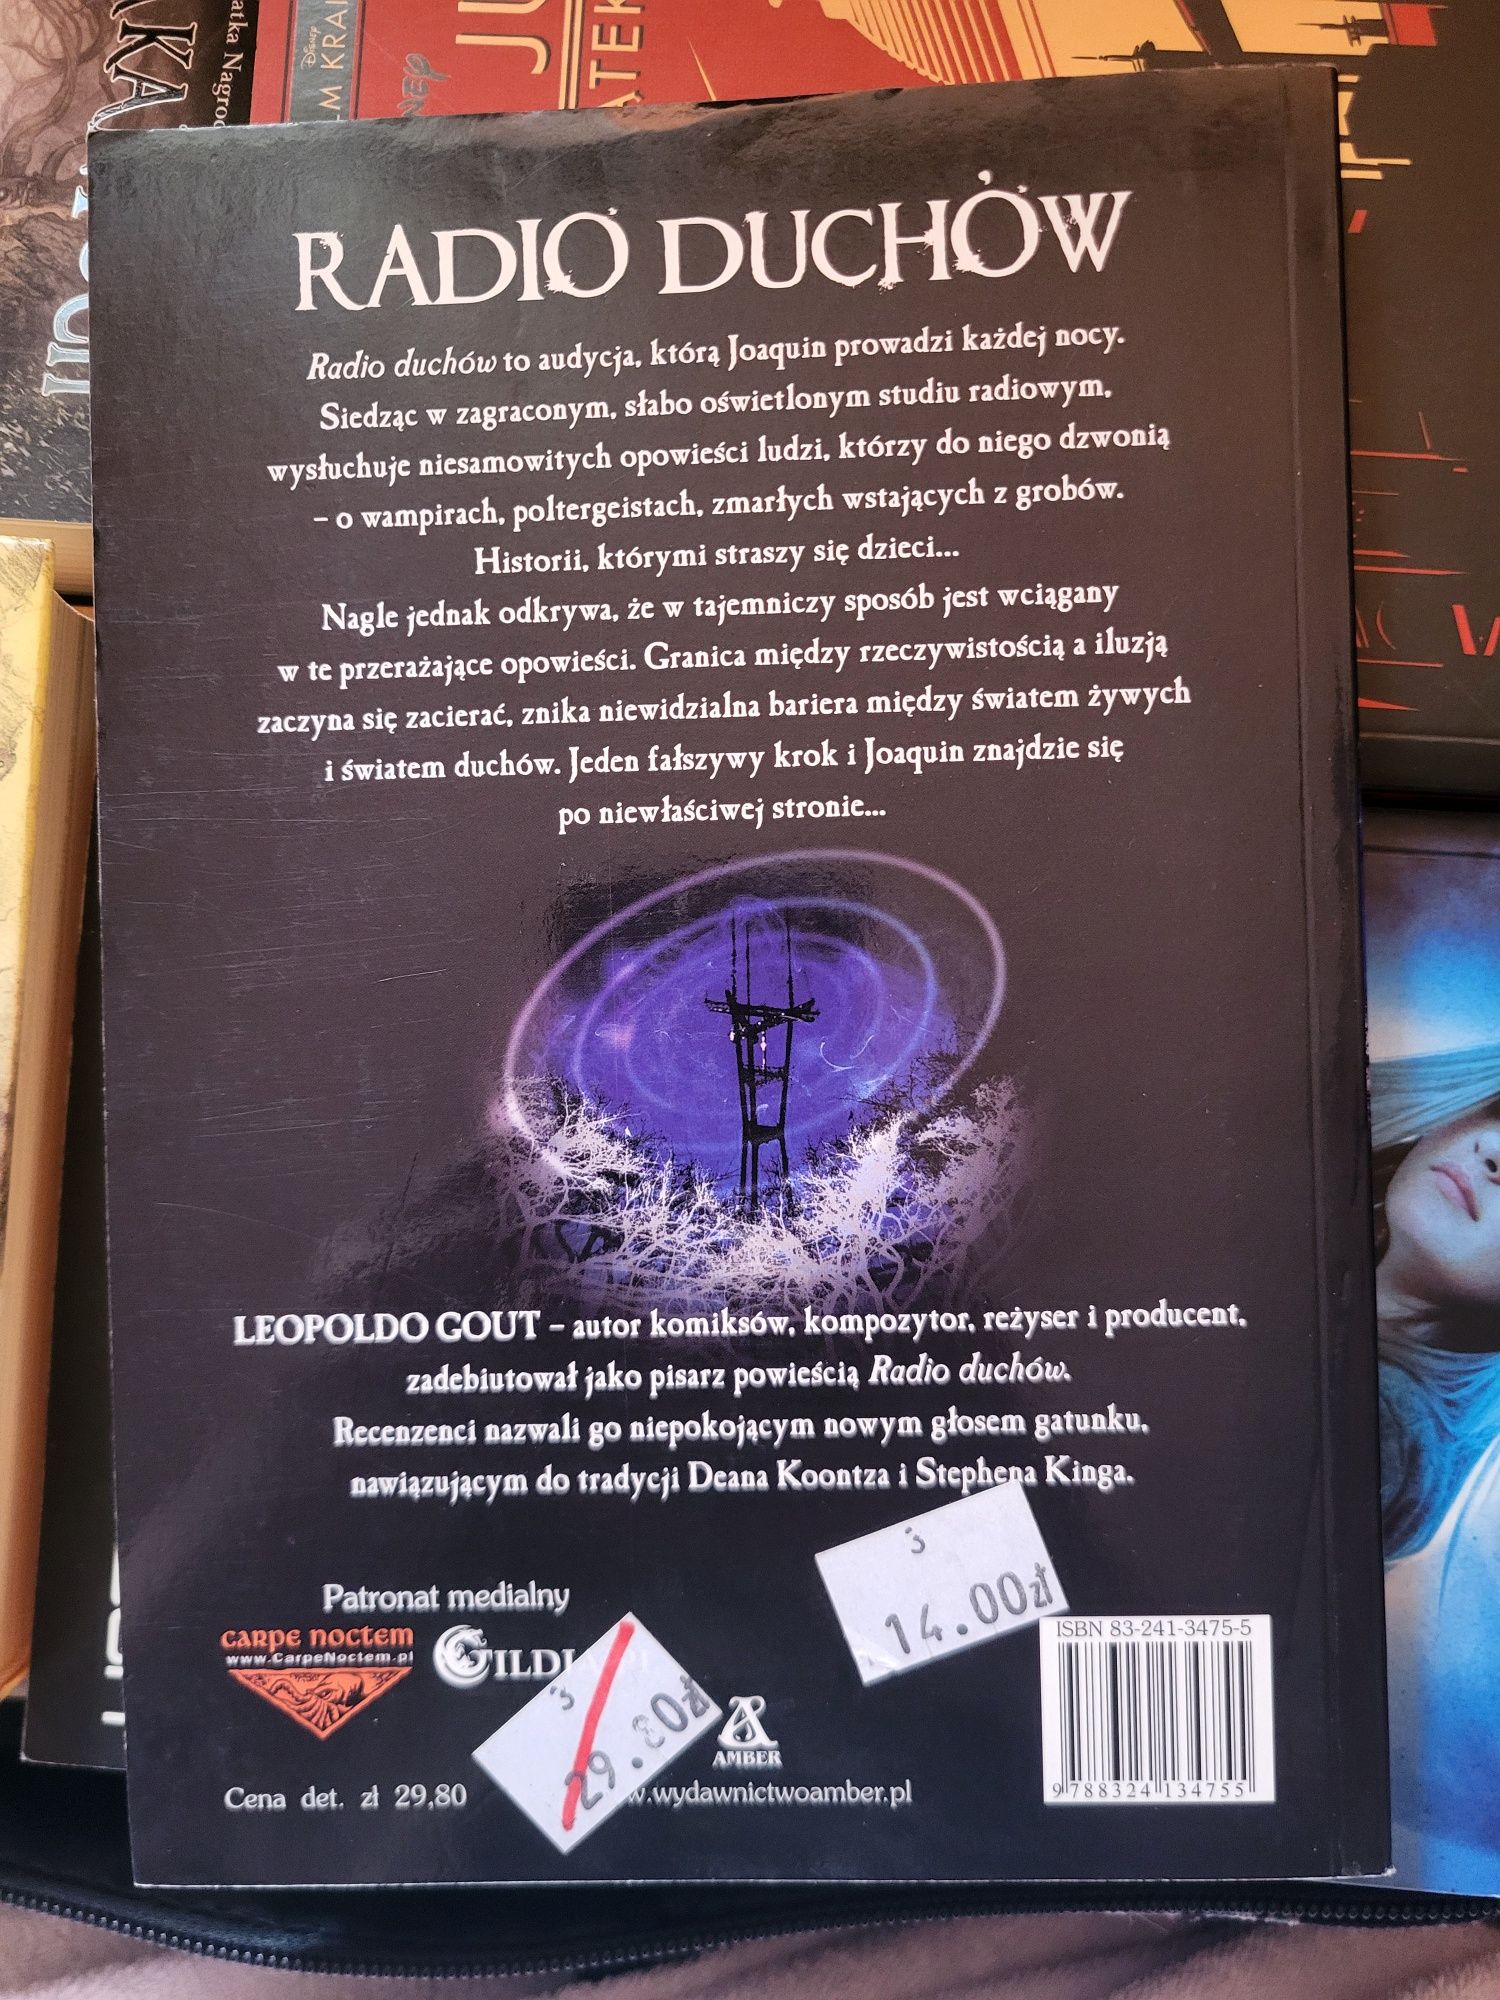 RADIO DUCHÓW
Radio duchów to audycja, którą Joaquin prowadzi każdej nocy.
Siedząc w zagraconym, słabo oświetlonym studiu radiowym,
wysłuchuje niesamowitych opowieści ludzi, którzy do niego dzwonią
– o wampirach, poltergeistach, zmarłych wstających z grobów.
Historii, którymi straszy się dzieci...
Nagle jednak odkrywa, że w tajemniczy sposób jest wciągany
w te przerażające opowieści. Granica między rzeczywistością a iluzją
zaczyna się zacierać, znika niewidzialna bariera między światem żywych
i światem duchów. Jeden fałszywy krok i Joaquin znajdzie się
po niewłaściwej stronie...
LEOPOLDO GOUT – autor komiksów, kompozytor, reżyser i producent,
zadebiutował jako pisarz powieścią Radio duchów.
Recenzenci nazwali go niepokojącym nowym głosem gatunku,
nawiązującym do tradycji Deana Koontza i Stephena Kinga.
3
14.00zł
Patronat medialny
CARPE NOCTEM
www.CarpeNoctem.pl
3
29.80zł
AMBER
Cena det. zł 29,80
.wydawnictwoamber.pl
ISBN 83-241-3475-5
9 788324 134755